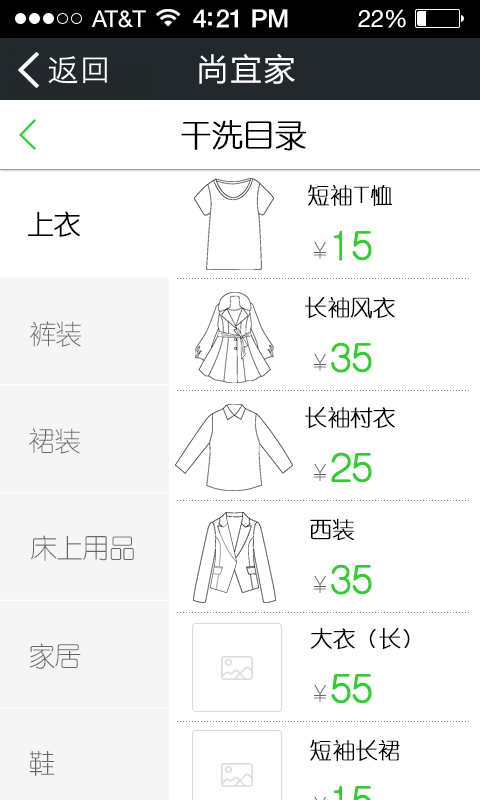 AT&T 4:21 PM 22%
返回 尚宜家
干洗目录
上衣
裤装
裙装
床上用品
家居
鞋
短袖T恤
¥15
长袖风衣
¥35
长袖村衣
¥25
西装
¥35
大衣（长）
¥55
短袖长裙
¥15